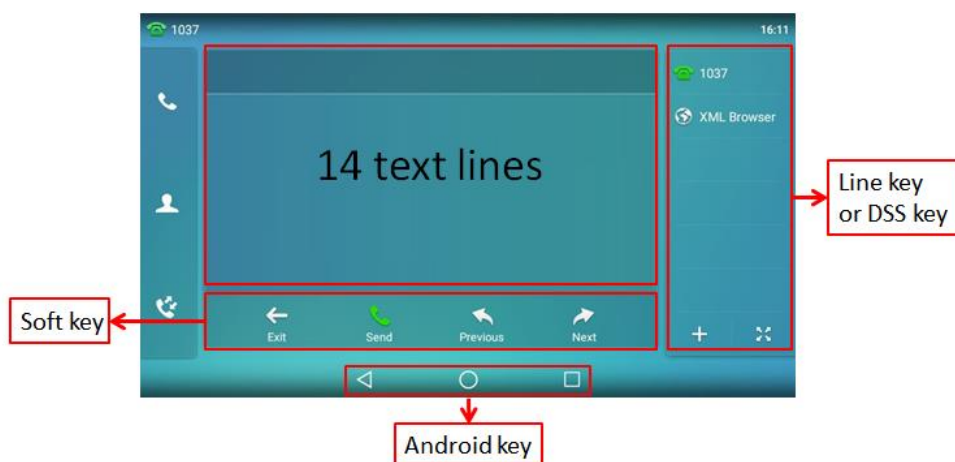 1037
16:11
1037
XML Browser
14 text lines
Line key
or DSS key
Soft key
Exit
Send
Previous
Next
Android key